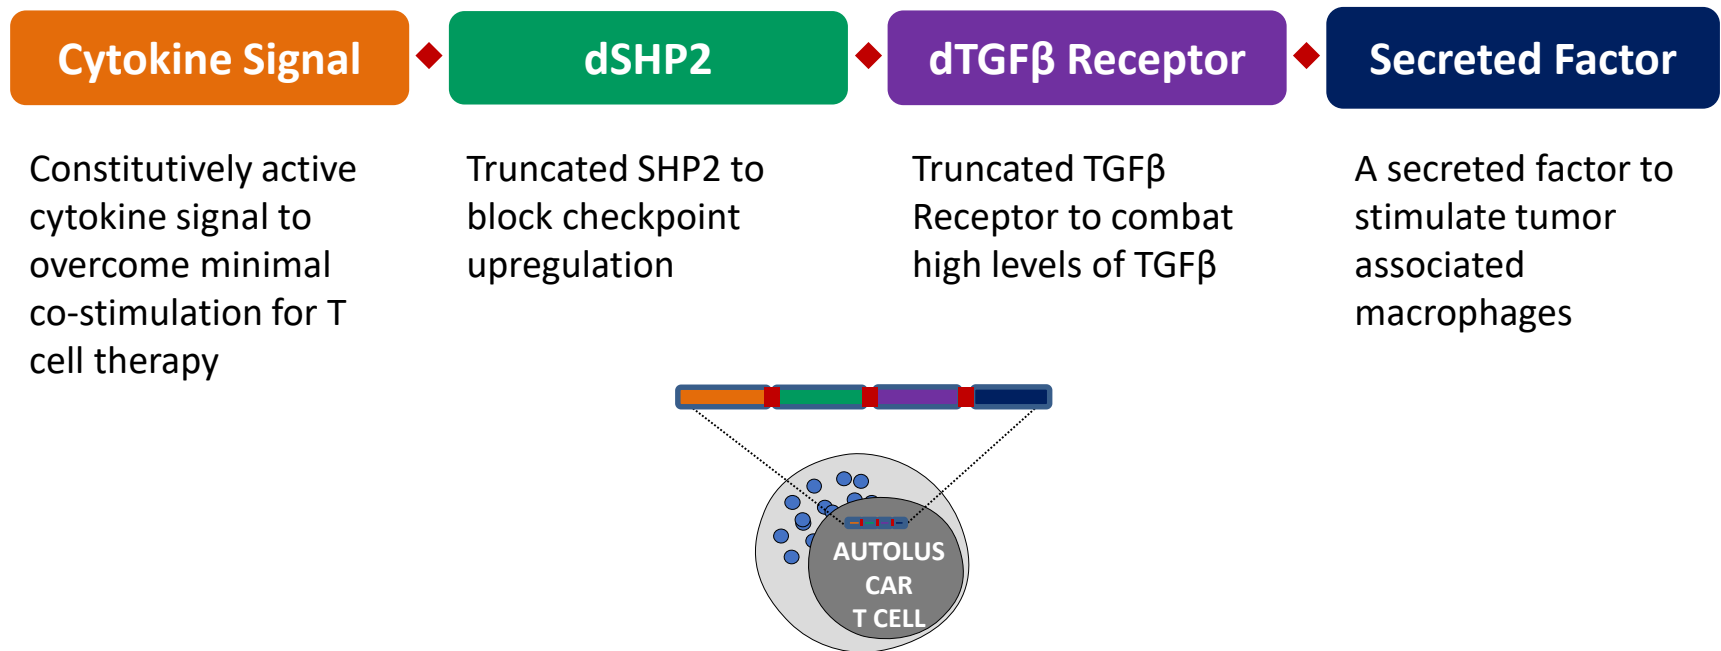 Cytokine Signal
dSHP2
dTGFβ Receptor
Secreted Factor
Constitutively active
cytokine signal to
overcome minimal
co-stimulation for T
cell therapy
Truncated SHP2 to
block checkpoint
upregulation
Truncated TGFβ
Receptor to combat
high levels of TGFβ
A secreted factor to
stimulate tumor
associated
macrophages
AUTOLUS
CAR
T CELL